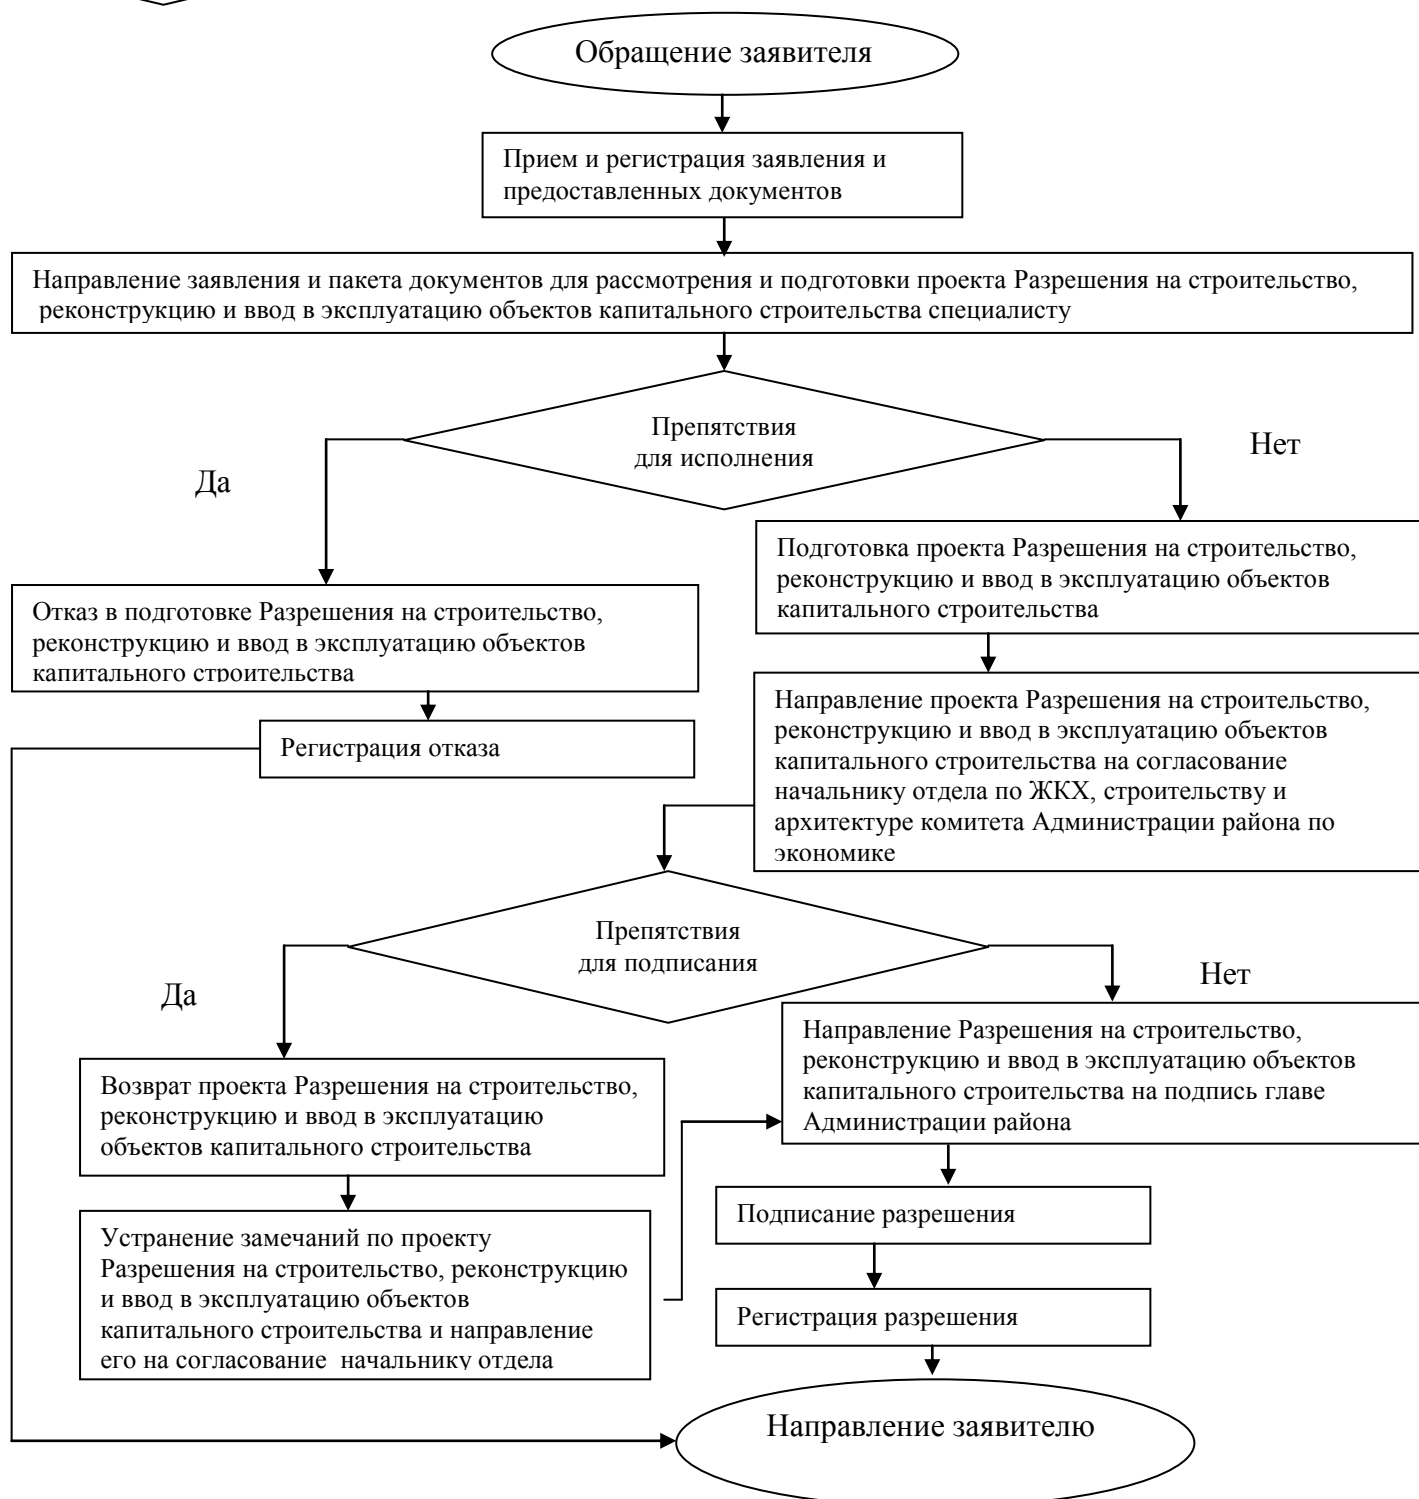 Обращение заявителя
Прием и регистрация заявления и
предоставленных документов
Направление заявления и пакета документов для рассмотрения и подготовки проекта Разрешения на строительство,
реконструкцию и ввод в эксплуатацию объектов капитального строительства специалисту
Препятствия
для исполнения
Да
Нет
Отказ в подготовке Разрешения на строительство,
реконструкцию и ввод в эксплуатацию объектов
капитального строительства
Регистрация отказа
Подготовка проекта Разрешения на строительство,
реконструкцию и ввод в эксплуатацию объектов
капитального строительства
Направление проекта Разрешения на строительство,
реконструкцию и ввод в эксплуатацию объектов
капитального строительства на согласование
начальнику отдела по ЖКХ, строительству и
архитектуре комитета Администрации района по
экономике
Препятствия
для подписания
Да
Нет
Возврат проекта Разрешения на строительство,
реконструкцию и ввод в эксплуатацию
объектов капитального строительства
Устранение замечаний по проекту
Разрешения на строительство, реконструкцию
и ввод в эксплуатацию объектов
капитального строительства и направление
его на согласование начальнику отдела
Направление Разрешения на строительство,
реконструкцию и ввод в эксплуатацию объектов
капитального строительства на подпись главе
Администрации района
Подписание разрешения
Регистрация разрешения
Направление заявителю